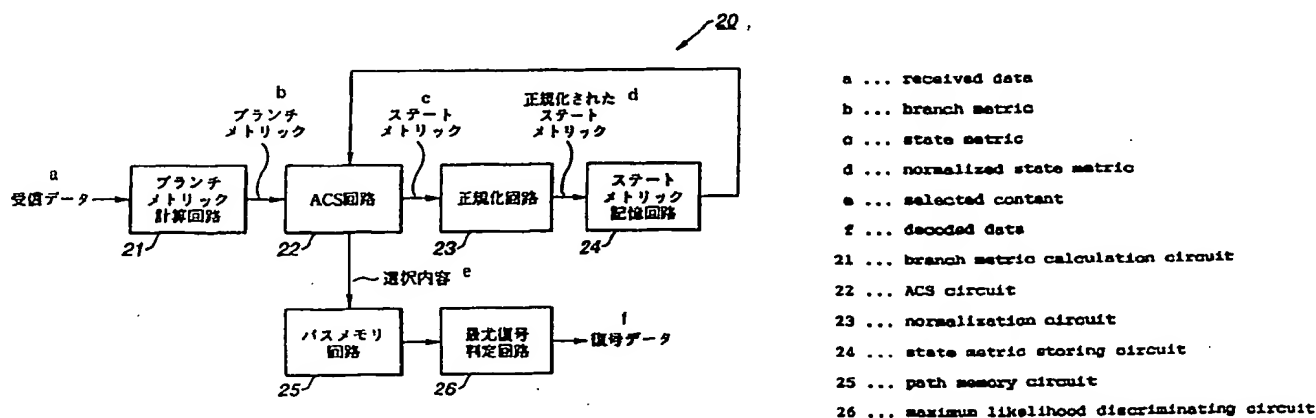 20,
b
ブランチ
メトリック
c
ステート
メトリック
正規化された d
ステート
メトリック
a
受信データ
ブランチ
メトリック
計算回路
21
ACS回路
22
正規化回路
23
ステート
メトリック
記憶回路
24
選択内容 e
パスメモリ
回路
25
最尤復号
判定回路
26
f
復号データ
a ... received data
b ... branch metric
c ... state metric
d ... normalized state metric
e ... selected content
f ... decoded data
21 ... branch metric calculation circuit
22 ... ACS circuit
23 ... normalization circuit
24 ... state metric storing circuit
25 ... path memory circuit
26 ... maximum likelihood discriminating circuit